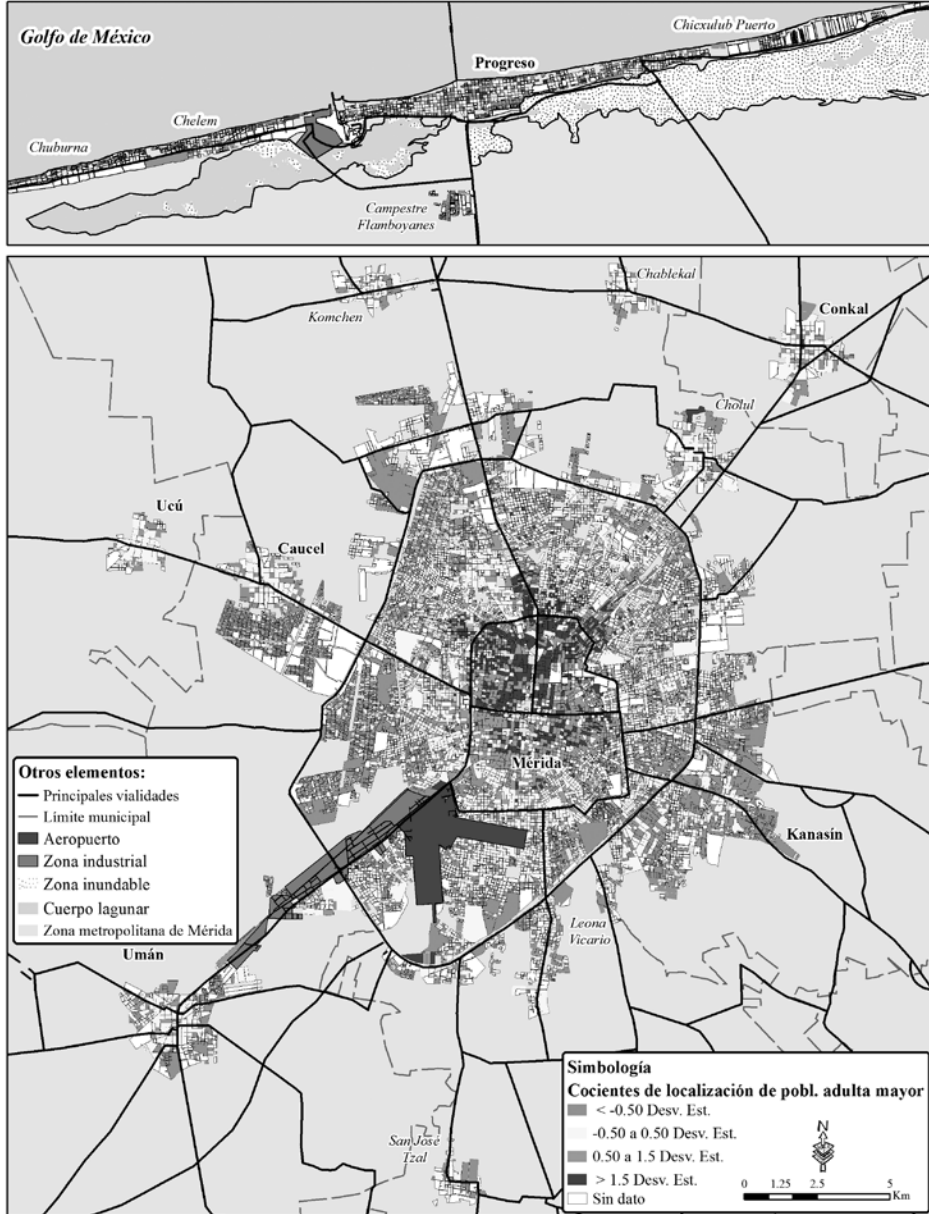 Golfo de México
Chicxulub Puerto
Progreso
Chelem
Chuburna
Campestre
Flamboyanes
Chablekal
Komchen
Conkal
Cholul
Ucú
Caucel
Mérida
Otros elementos:
Principales vialidades
Limite municipal
Aeropuerto
Zona industrial
Zona inundable
Cuerpo lagunar
Zona metropolitana de Mérida
Kanasín
Leona
Vicario
Umán
San José
Tzal
Simbología
Cocientes de localización de pobl. adulta mayor
< -0.50 Desv. Est.
-0.50 a 0.50 Desv. Est.
0.50 a 1.5 Desv. Est.
> 1.5 Desv. Est.
Sin dato
N
0 1.25 2.5 5
Km